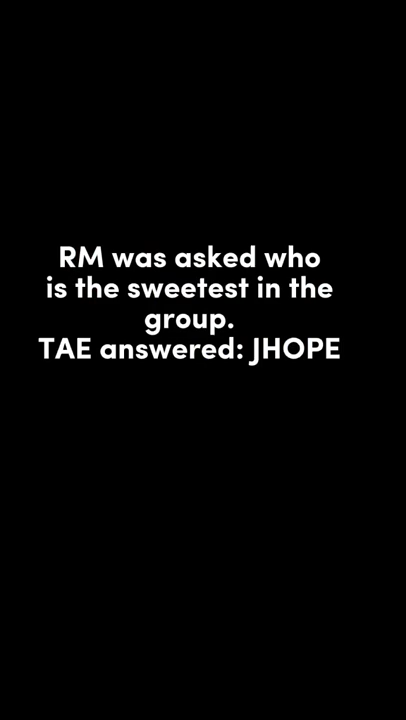 RM was asked who
is the sweetest in the
group.
TAE answered: JHOPE